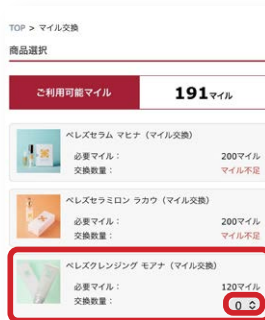 TOP > マイル交換
商品選択
ご利用可能マイル 191マイル
ペレズセラム マヒナ（マイル交換）
必要マイル： 200マイル
交換数量： マイル不足
ペレズセラミロン ラカウ（マイル交換）
必要マイル： 200マイル
交換数量： マイル不足
ペレズクレンジング モアナ（マイル交換）
必要マイル： 120マイル
交換数量： 0